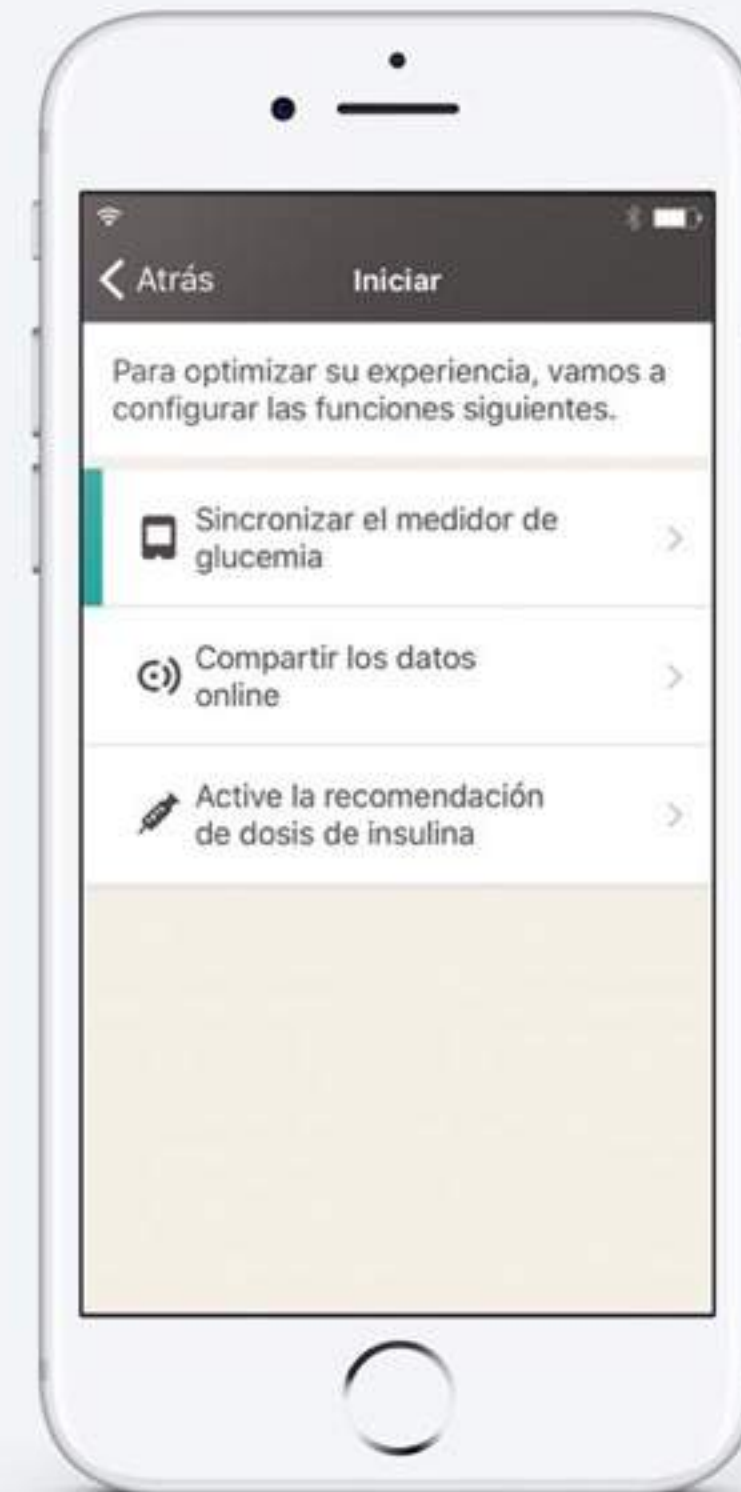 Atrás
Iniciar
Para optimizar su experiencia, vamos a
configurar las funciones siguientes.
Sincronizar el medidor de
glucemia
Compartir los datos
online
Active la recomendación
de dosis de insulina